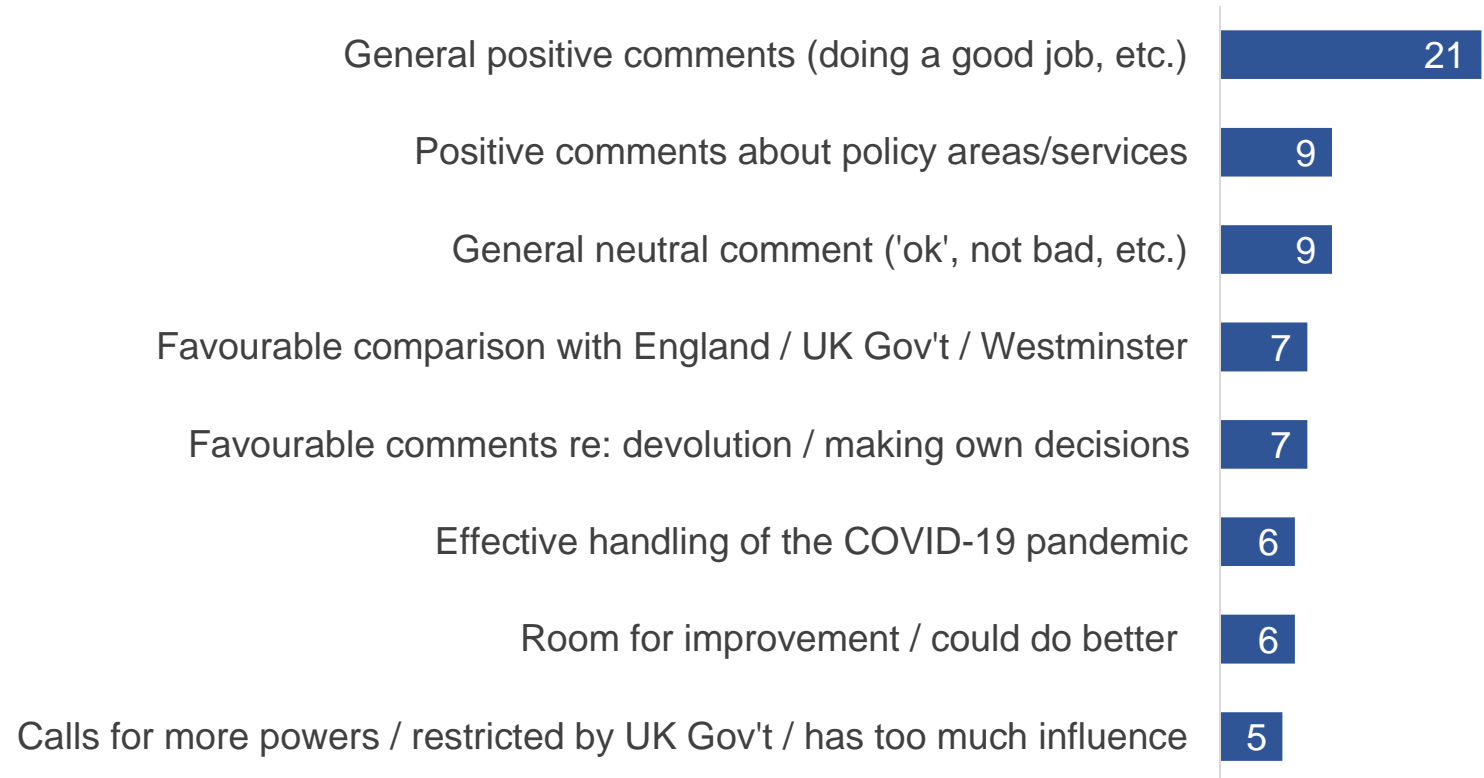 General positive comments (doing a good job, etc.) 21
Positive comments about policy areas/services 9
General neutral comment ('ok', not bad, etc.) 9
Favourable comparison with England / UK Gov't / Westminster 7
Favourable comments re: devolution / making own decisions 7
Effective handling of the COVID-19 pandemic 6
Room for improvement / could do better 6
Calls for more powers / restricted by UK Gov't / has too much influence 5